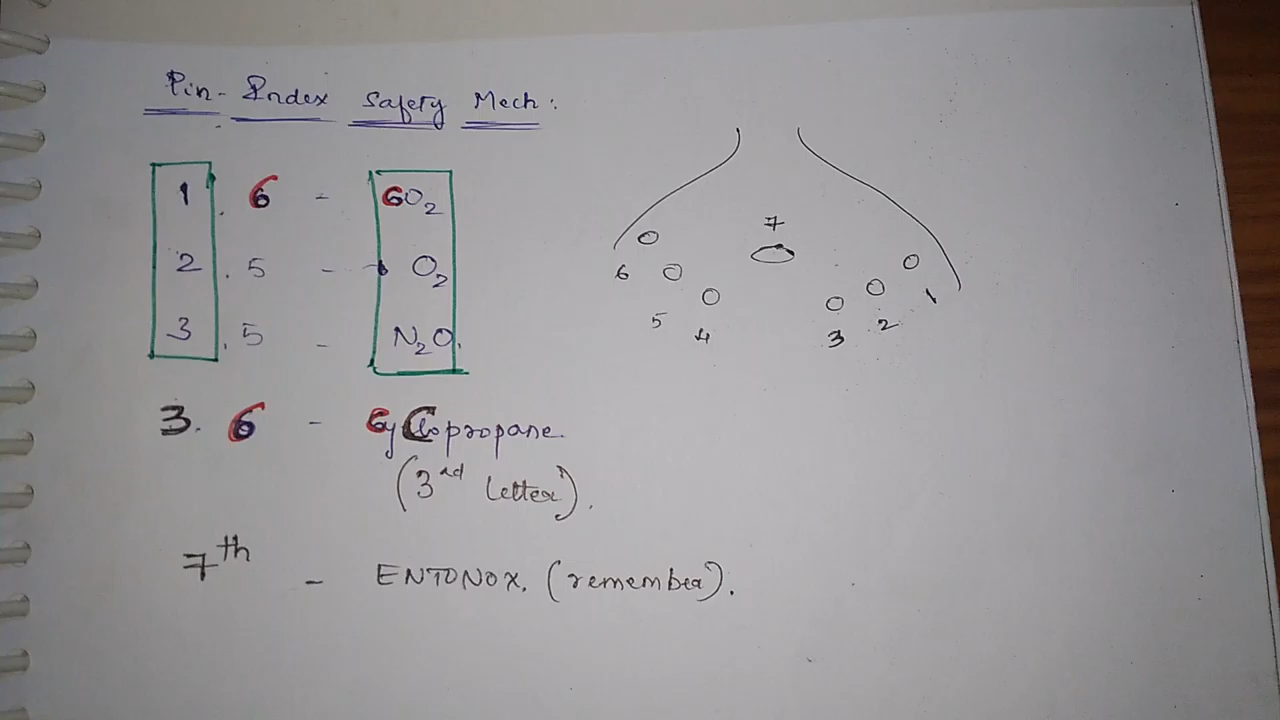 Pin-Index Safety Mech:
1. 6 - CO2
2. 5 - O2
3. 5 - N2O.
3. 6 - Cyclopropane.
(3rd letter).
7th - ENTONOX. (remember).
7
6
5
4
3
2
1